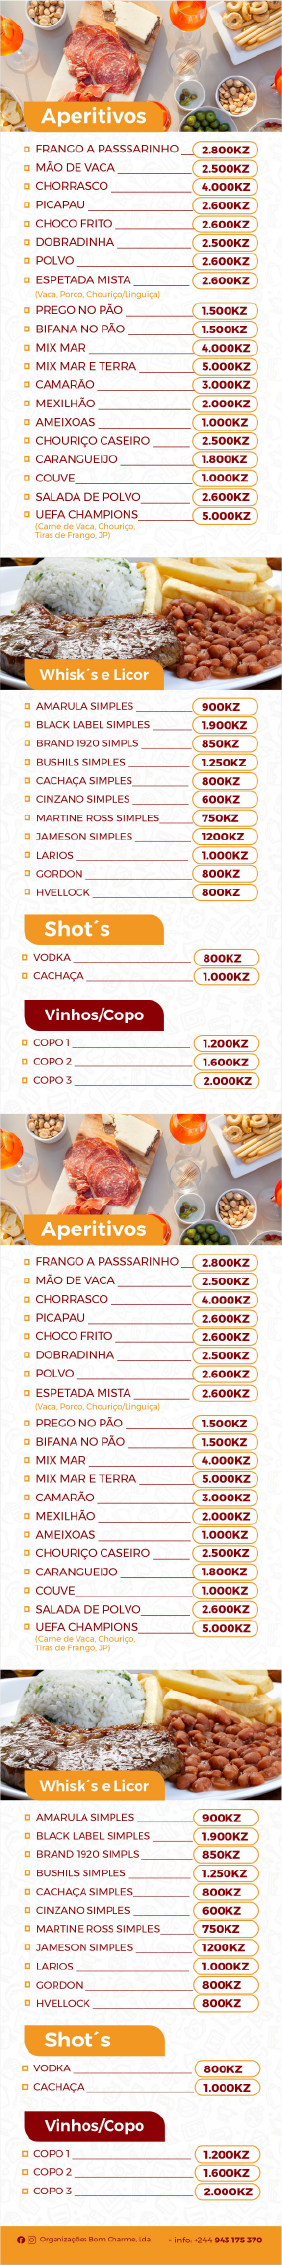 Aperitivos
FRANGO A PASSSARINHO 2.800KZ
MÃO DE VACA 2.500KZ
CHORRASCO 4.000KZ
PICAPAU 2.600KZ
CHOCO FRITO 2.600KZ
DOBRADINHA 2.500KZ
POLVO 2.600KZ
ESPETADA MISTA 2.600KZ
(Vaca, Porco, Chouriço/Linguiça)
PREGO NO PÃO 1.500KZ
BIFANA NO PÃO 1.500KZ
MIX MAR 4.000KZ
MIX MAR E TERRA 5.000KZ
CAMARÃO 3.000KZ
MEXILHÃO 2.000KZ
AMEIXOAS 1.000KZ
CHOURIÇO CASEIRO 2.500KZ
CARANGUEIJO 1.800KZ
COUVE 1.000KZ
SALADA DE POLVO 2.600KZ
UEFA CHAMPIONS 5.000KZ
(Carne de Vaca, Chouriço,
Tiras de Frango, JP)
Whisk´s e Licor
AMARULA SIMPLES 900KZ
BLACK LABEL SIMPLES 1.900KZ
BRAND 1920 SIMPLS 850KZ
BUSHILS SIMPLES 1.250KZ
CACHAÇA SIMPLES 800KZ
CINZANO SIMPLES 600KZ
MARTINE ROSS SIMPLES 750KZ
JAMESON SIMPLES 1200KZ
LARIOS 1.000KZ
GORDON 800KZ
HVELLOCK 800KZ
Shot´s
VODKA 800KZ
CACHAÇA 1.000KZ
Vinhos/Copo
COPO 1 1.200KZ
COPO 2 1.600KZ
COPO 3 2.000KZ
Aperitivos
FRANGO A PASSSARINHO 2.800KZ
MÃO DE VACA 2.500KZ
CHORRASCO 4.000KZ
PICAPAU 2.600KZ
CHOCO FRITO 2.600KZ
DOBRADINHA 2.500KZ
POLVO 2.600KZ
ESPETADA MISTA 2.600KZ
(Vaca, Porco, Chouriço/Linguiça)
PREGO NO PÃO 1.500KZ
BIFANA NO PÃO 1.500KZ
MIX MAR 4.000KZ
MIX MAR E TERRA 5.000KZ
CAMARÃO 3.000KZ
MEXILHÃO 2.000KZ
AMEIXOAS 1.000KZ
CHOURIÇO CASEIRO 2.500KZ
CARANGUEIJO 1.800KZ
COUVE 1.000KZ
SALADA DE POLVO 2.600KZ
UEFA CHAMPIONS 5.000KZ
(Carne de Vaca, Chouriço,
Tiras de Frango, JP)
Whisk´s e Licor
AMARULA SIMPLES 900KZ
BLACK LABEL SIMPLES 1.900KZ
BRAND 1920 SIMPLS 850KZ
BUSHILS SIMPLES 1.250KZ
CACHAÇA SIMPLES 800KZ
CINZANO SIMPLES 600KZ
MARTINE ROSS SIMPLES 750KZ
JAMESON SIMPLES 1200KZ
LARIOS 1.000KZ
GORDON 800KZ
HVELLOCK 800KZ
Shot´s
VODKA 800KZ
CACHAÇA 1.000KZ
Vinhos/Copo
COPO 1 1.200KZ
COPO 2 1.600KZ
COPO 3 2.000KZ
Organizações Bom Charme, Lda + info: +244 943 175 370